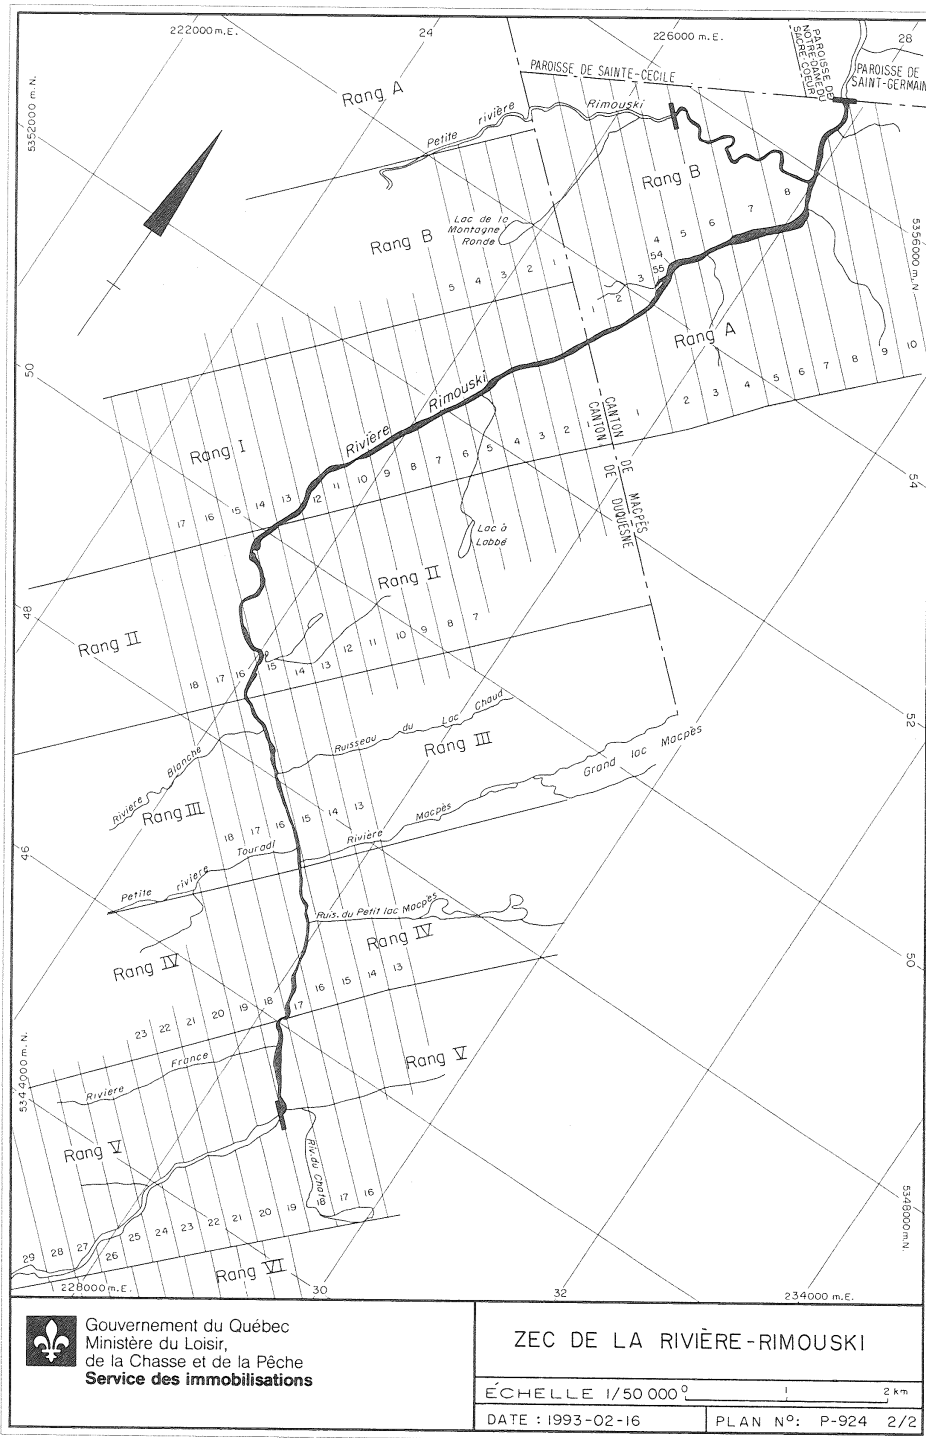 222000 m.E.
24
226000 m.E.
28
PAROISSE DE NOTRE-DAME DU SACRÉ-COEUR
PAROISSE DE
SAINT-GERMAIN
PAROISSE DE SAINTE-CÉCILE
5352000 m.N.
Rang A
Petite rivière Rimouski
Rang B
8
7
6
5
4
54
55
3
2
Lac de la
Montagne
Ronde
Rang B
5 4 3 2 1
5356000 m.N
Rang A
1 2 3 4 5 6 7 8 9 10
50
Rivière Rimouski
CANTON DE MACPÈS
CANTON DE DUQUESNE
Rang I
17 16 15 14 13 12 11 10 9 8 7 6 5 4 3 2
54
Lac à
Labbé
Rang II
48
Rang II
18 17 16 15 14 13 12 11 10 9 8 7
52
Ruisseau du Lac Chaud
Rang III
Grand lac Macpès
Rivière Blanche
Rang III
18 17 16 15 14 13
Rivière Macpès
46
Petite rivière Touradi
Ruis. du Petit lac Macpès
Rang IV
Rang IV
50
23 22 21 20 19 18 17 16 15 14 13
5344000 m.N.
Rivière France
Rang V
Rang V
Riv. du Chat
5348000 m.N.
29 28 27 26 25 24 23 22 21 20 19 18 17 16
Rang VI
228000 m.E.
30
32
234000 m.E.
Gouvernement du Québec
Ministère du Loisir,
de la Chasse et de la Pêche
Service des immobilisations
ZEC DE LA RIVIÈRE-RIMOUSKI
ÉCHELLE 1/50 000 0 1 2 km
DATE : 1993-02-16
PLAN Nº: P-924 2/2